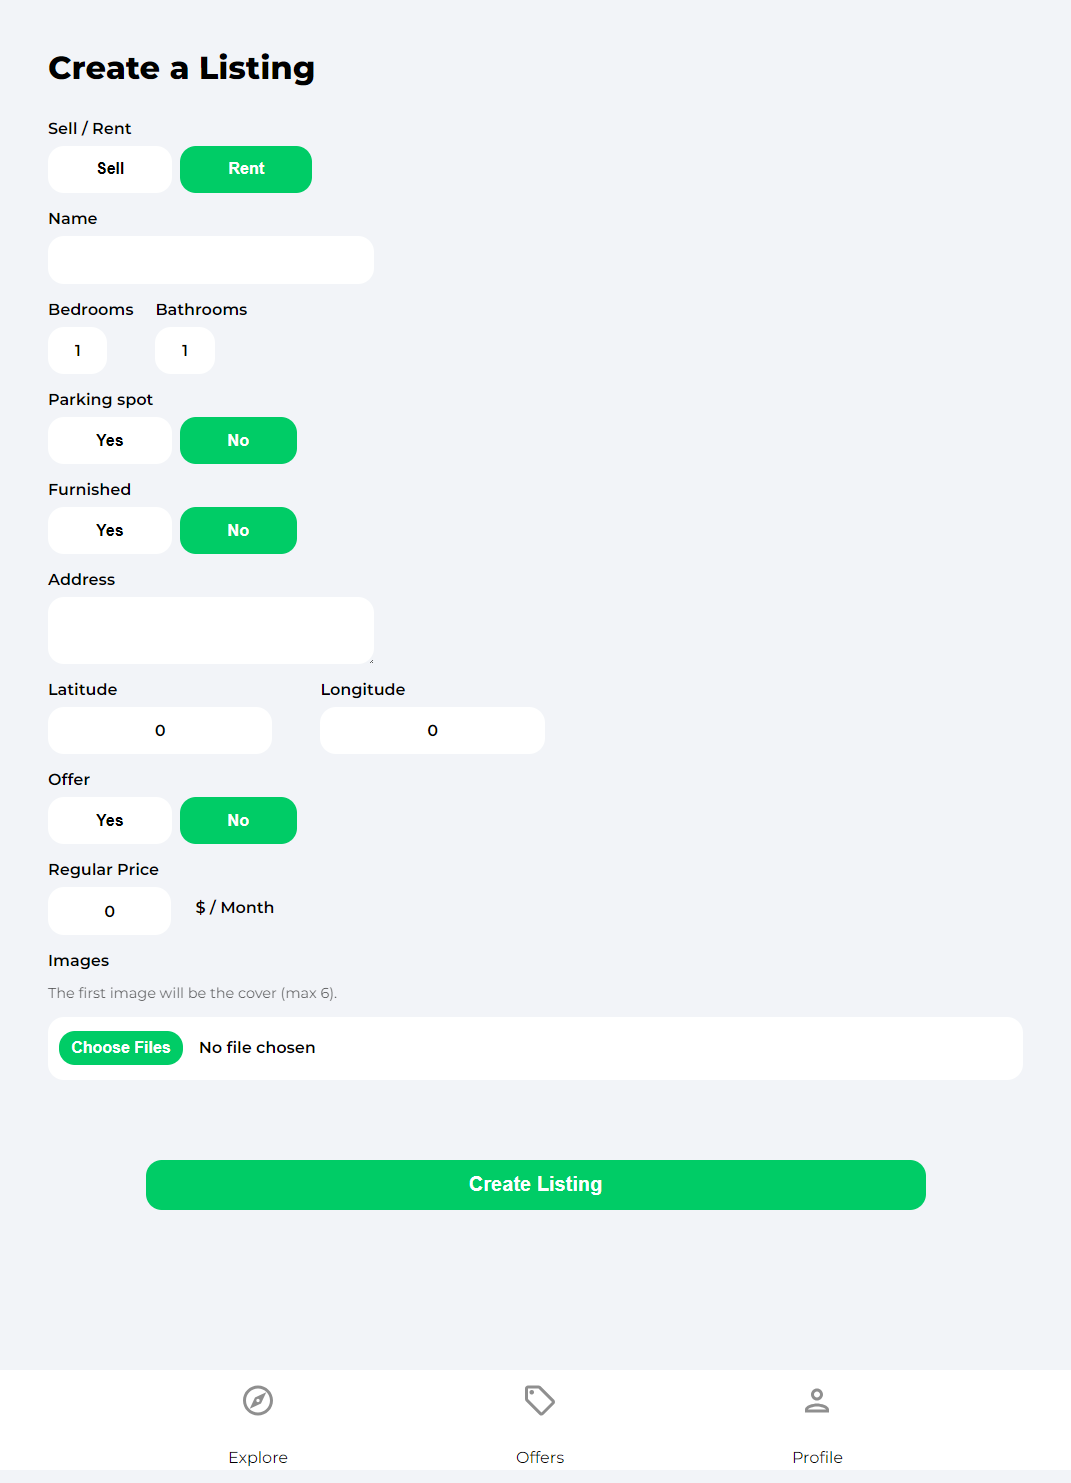 Create a Listing
Sell / Rent
Sell Rent
Name
Bedrooms Bathrooms
1 1
Parking spot
Yes No
Furnished
Yes No
Address
Latitude Longitude
0 0
Offer
Yes No
Regular Price
0 $ / Month
Images
The first image will be the cover (max 6).
Choose Files No file chosen
Create Listing
Explore Offers Profile